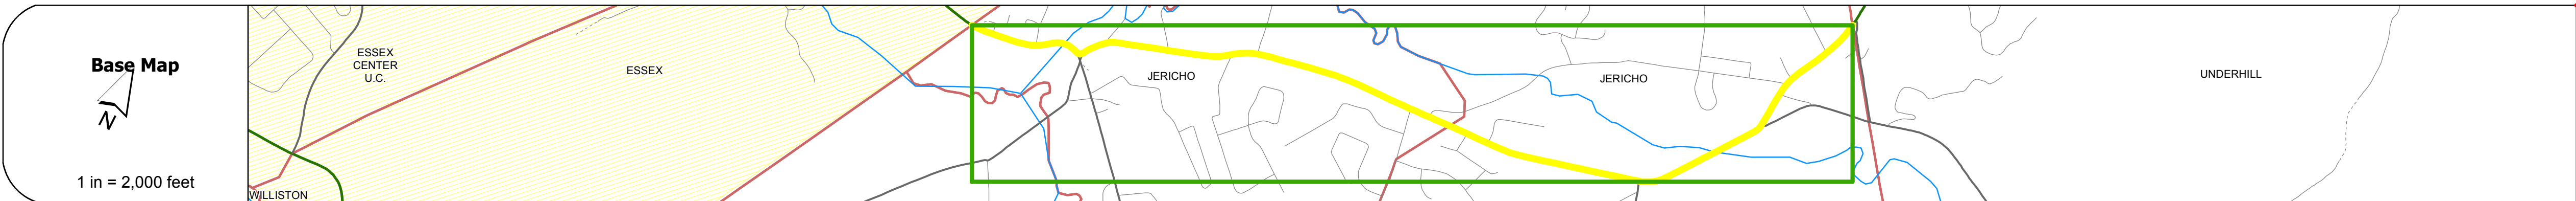 Base Map
N
1 in = 2,000 feet
ESSEX
CENTER
U.C.
ESSEX
WILLISTON
JERICHO
JERICHO
UNDERHILL